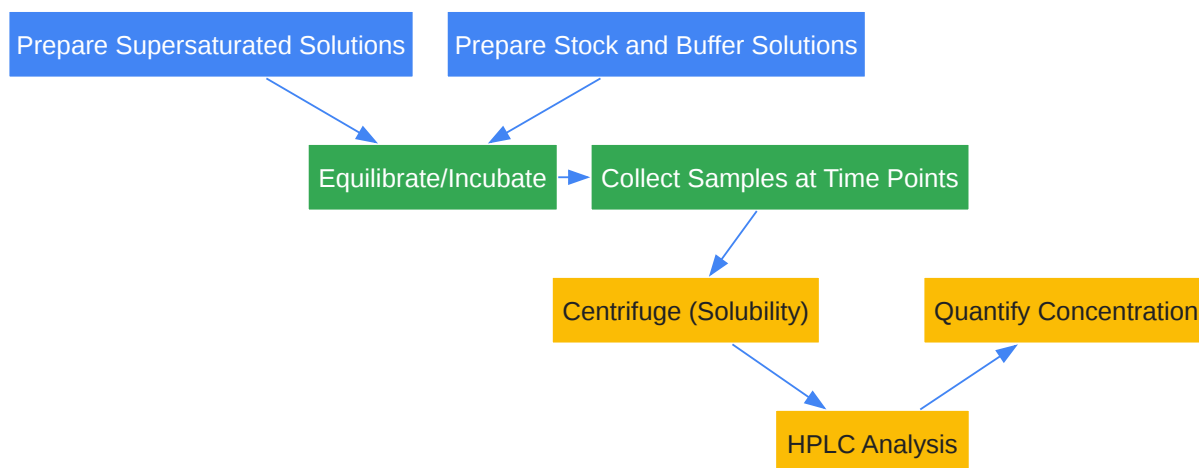 Prepare Supersaturated Solutions
Prepare Stock and Buffer Solutions
Equilibrate/Incubate
Collect Samples at Time Points
Centrifuge (Solubility)
Quantify Concentration
HPLC Analysis